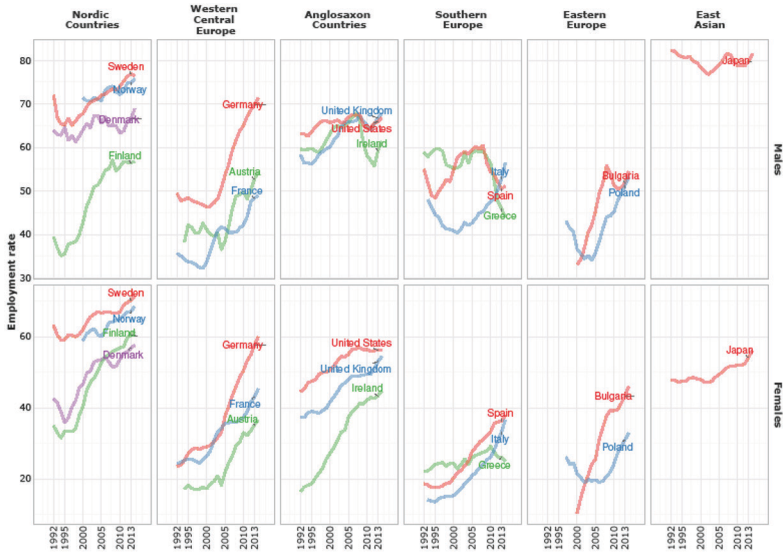 Nordic
Countries
Western
Central
Europe
Anglosaxon
Countries
Southern
Europe
Eastern
Europe
East
Asian
80
70
60
50
40
30
Sweden
Norway
Denmark
Finland
Germany
Austria
France
United Kingdom
United States
Ireland
Italy
Spain
Greece
Bulgaria
Poland
Japan
Males
Employment rate
60
40
20
Sweden
Norway
Finland
Denmark
Germany
France
Austria
United States
United Kingdom
Ireland
Spain
Italy
Greece
Bulgaria
Poland
Japan
Females
1992
1995
2000
2005
2010
2013
1992
1995
2000
2005
2010
2013
1992
1995
2000
2005
2010
2013
1992
1995
2000
2005
2010
2013
1992
1995
2000
2005
2010
2013
1992
1995
2000
2005
2010
2013